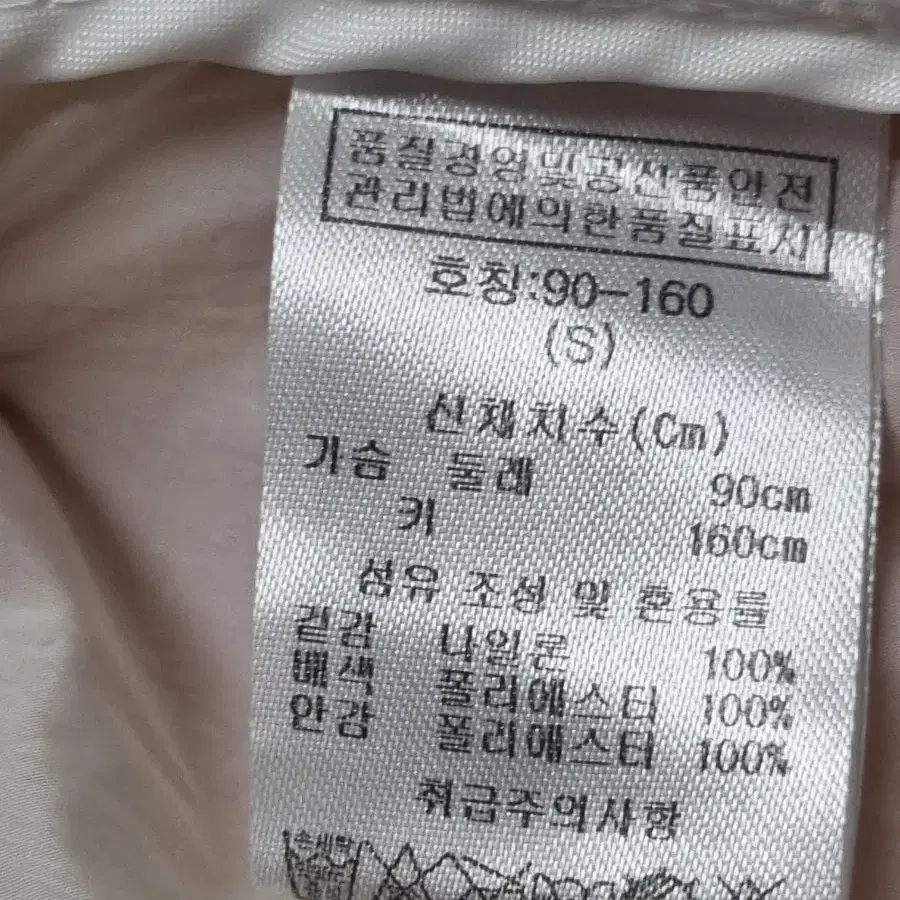 품질경영및공산품안전
관리법에의한품질표시
호칭:90-160
(S)
신체치수(Cm)
가슴 둘레 90cm
키 160cm
섬유 조성 및 혼용률
겉감 나일론 100%
배색 폴리에스터 100%
안감 폴리에스터 100%
취급주의사항
손세탁